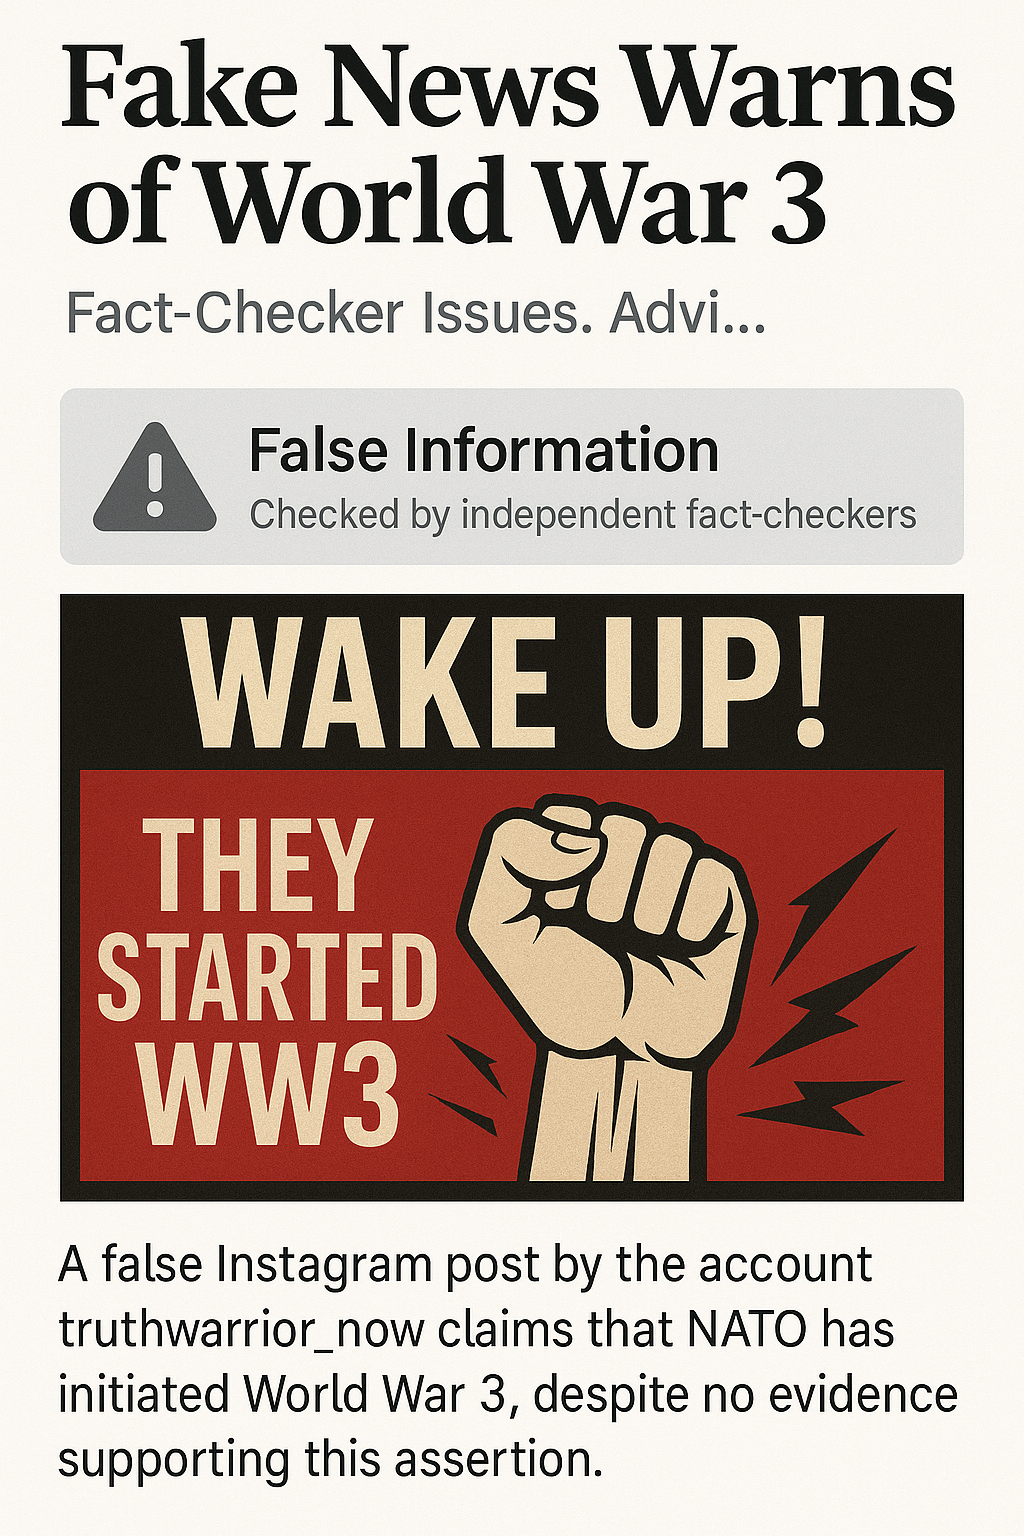 Fake News Warns
of World War 3
Fact-Checker Issues. Advi...
False Information
Checked by independent fact-checkers
WAKE UP!
THEY
STARTED
WW3
A false Instagram post by the account
truthwarrior_now claims that NATO has
initiated World War 3, despite no evidence
supporting this assertion.